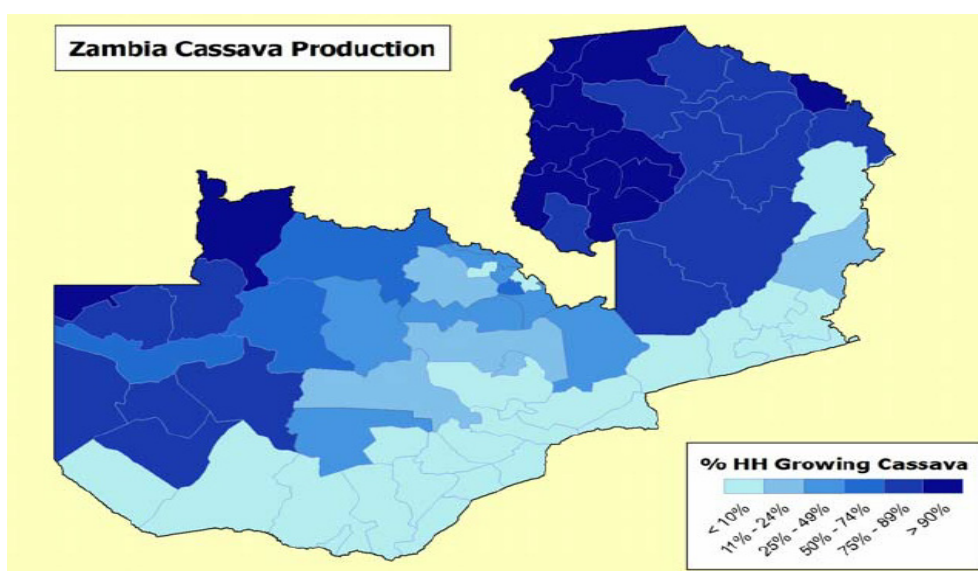 Zambia Cassava Production
% HH Growing Cassava
< 10%
11% - 24%
25% - 49%
50% - 74%
75% - 89%
> 90%